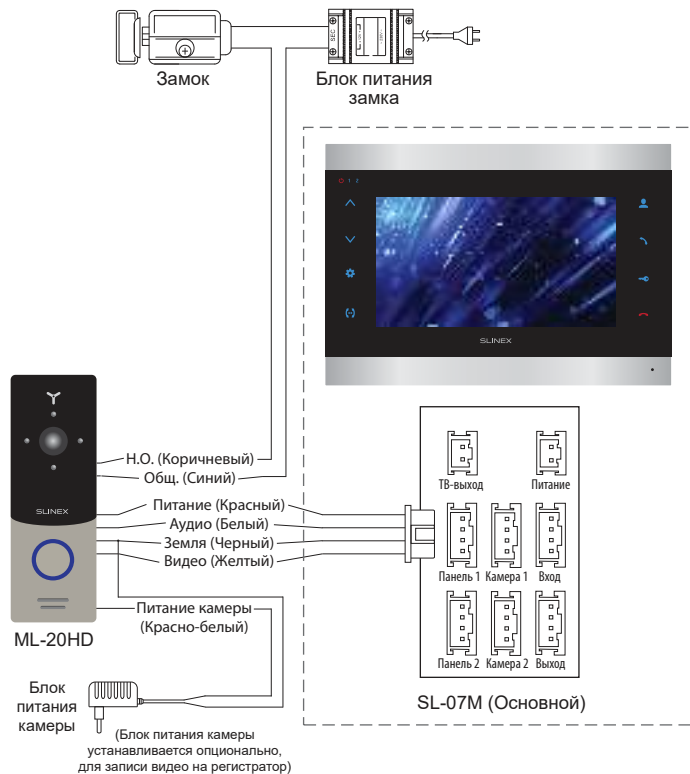 Замок
SEC
Блок питания
замка
SLINEX
Н.О. (Коричневый)
Общ. (Синий)
SLINEX
Питание (Красный)
Аудио (Белый)
Земля (Черный)
Видео (Желтый)
Питание камеры
(Красно-белый)
ML-20HD
Блок
питания
камеры
(Блок питания камеры
устанавливается опционально,
для записи видео на регистратор)
ТВ-выход
Питание
Панель 1 Камера 1 Вход
Панель 2 Камера 2 Выход
SL-07M (Основной)